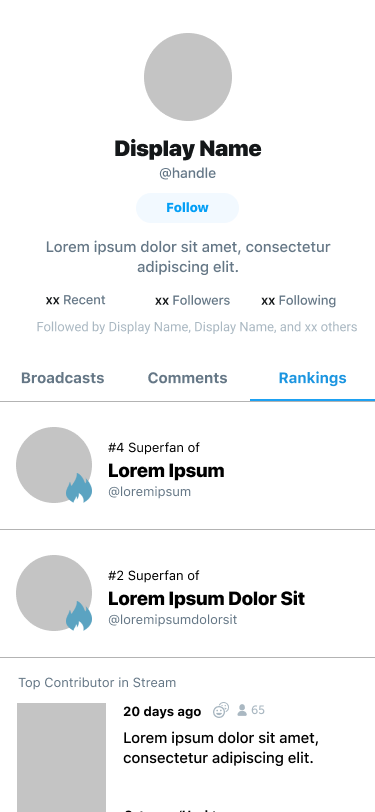 Display Name
@handle
Follow
Lorem ipsum dolor sit amet, consectetur
adipiscing elit.
xx Recent xx Followers xx Following
Followed by Display Name, Display Name, and xx others
Broadcasts Comments Rankings
#4 Superfan of
Lorem Ipsum
@loremipsum
#2 Superfan of
Lorem Ipsum Dolor Sit
@loremipsumdolorsit
Top Contributor in Stream
20 days ago 65
Lorem ipsum dolor sit amet,
consectetur adipiscing elit.